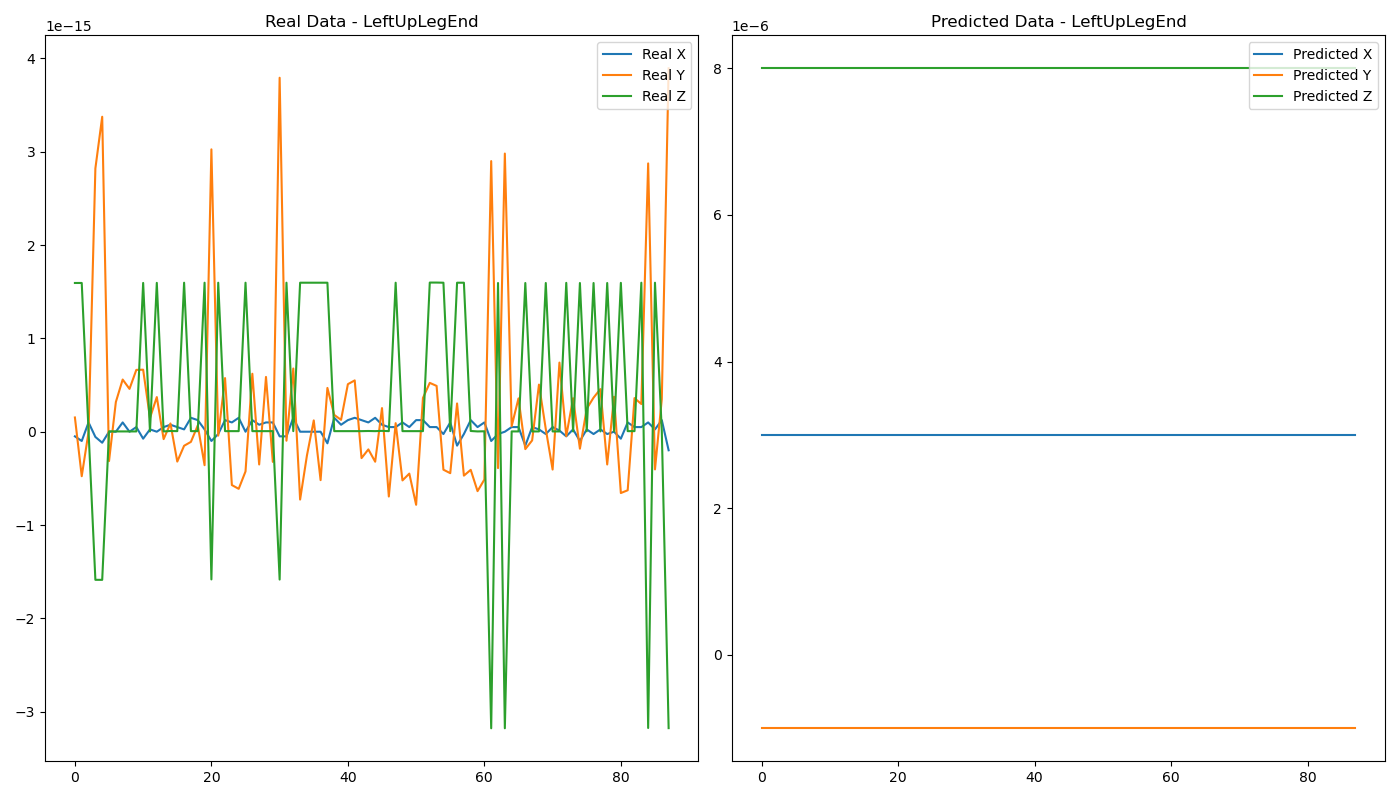 Real Data - LeftUpLegEnd
1e−15
Real X
Real Y
Real Z
4
3
2
1
0
−1
−2
−3
0 20 40 60 80
Predicted Data - LeftUpLegEnd
1e−6
Predicted X
Predicted Y
Predicted Z
8
6
4
2
0
0 20 40 60 80